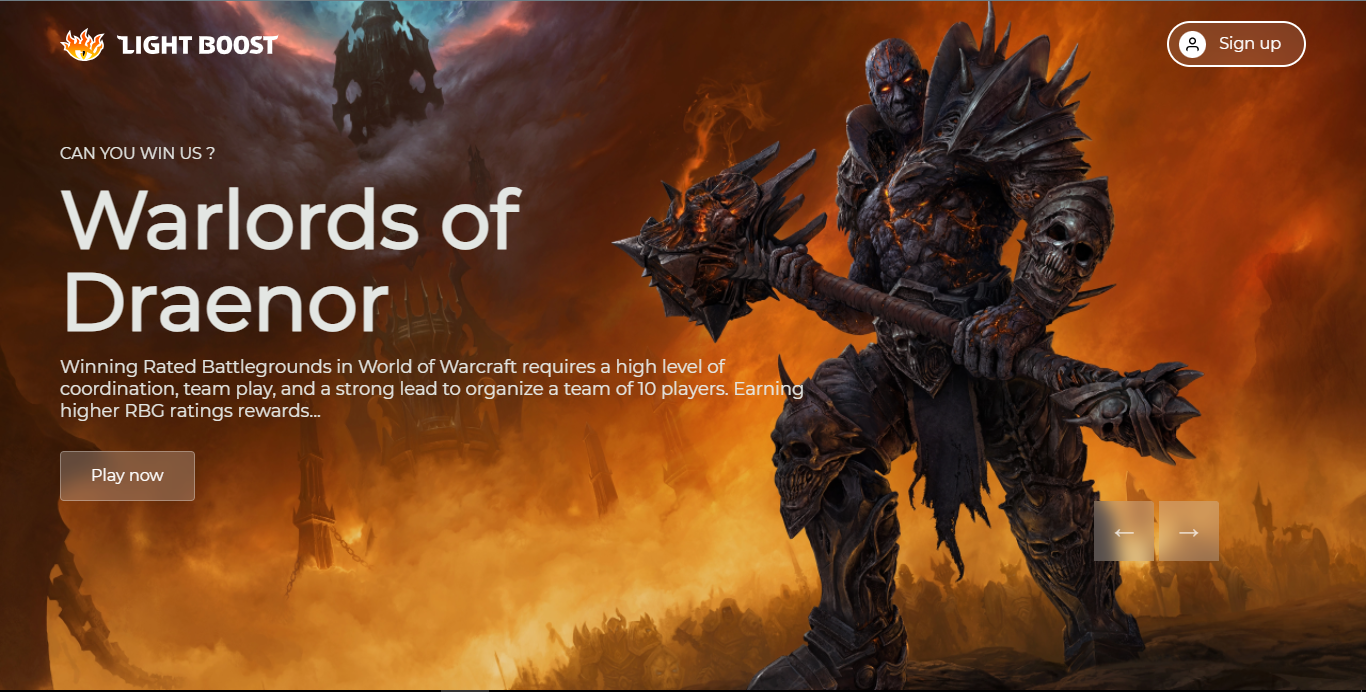 LIGHT BOOST
Sign up
CAN YOU WIN US ?
Warlords of
Draenor
Winning Rated Battlegrounds in World of Warcraft requires a high level of
coordination, team play, and a strong lead to organize a team of 10 players. Earning
higher RBG ratings rewards...
Play now
← →